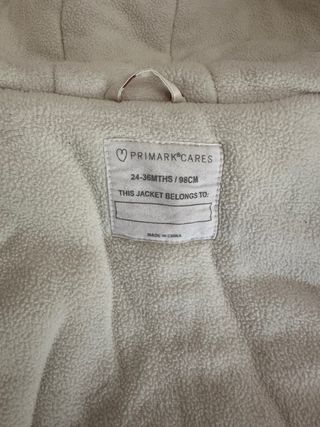 PRIMARK®CARES
24-36MTHS / 98CM
THIS JACKET BELONGS TO:
MADE IN CHINA